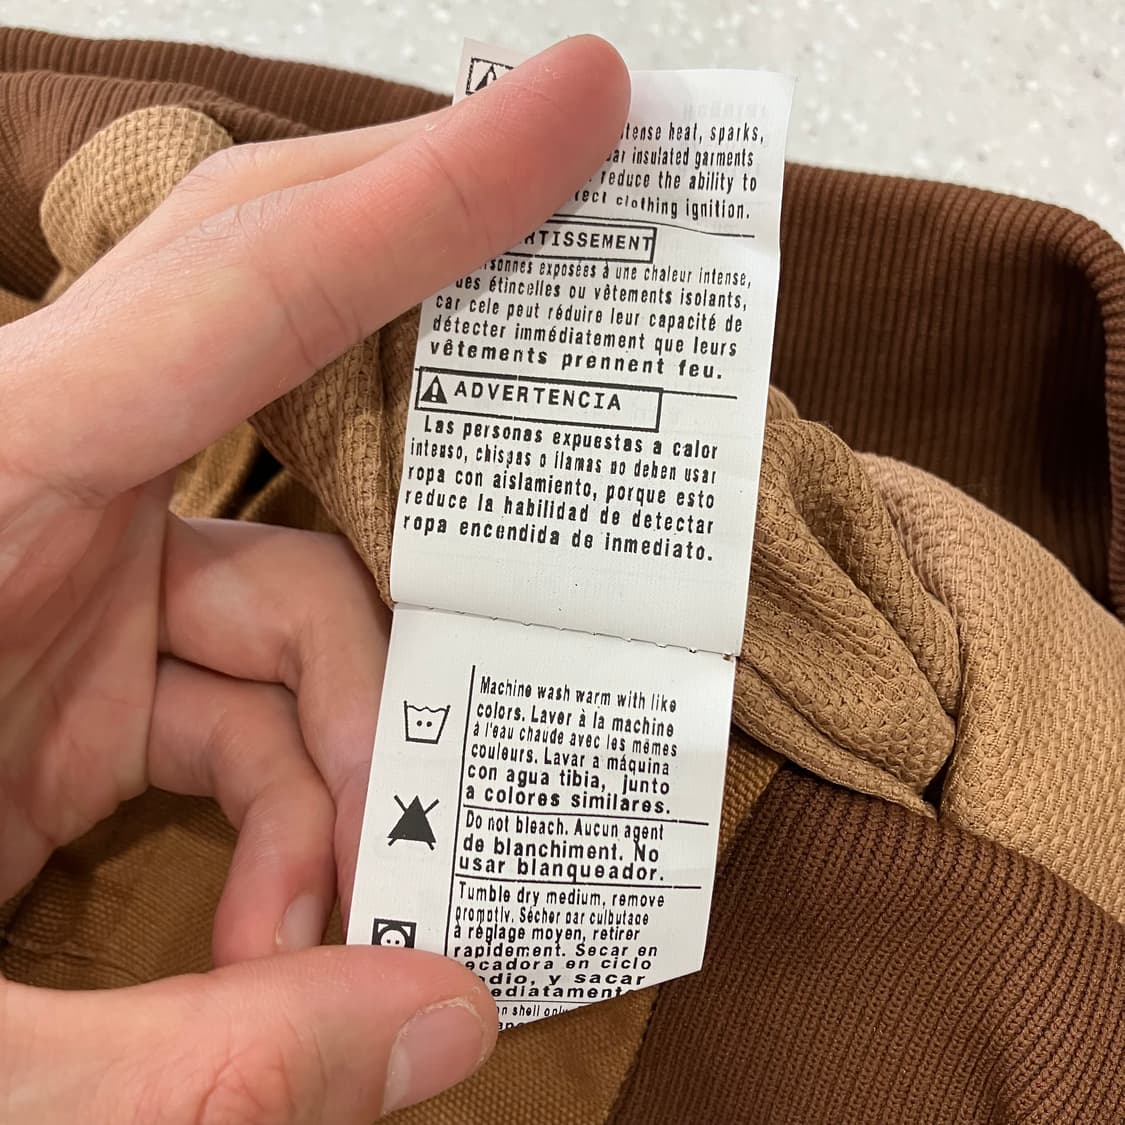 intense heat, sparks,
insulated garments
reduce the ability to
clothing ignition.
exposées à une chaleur intense,
des étincelles ou vêtements isolants,
car cele peut réduire leur capacité de
détecter immédiatement que leurs
vêtements prennent feu.
ADVERTENCIA
Las personas expuestas a calor
intenso, chispas o llamas no deben usar
ropa con aislamiento, porque esto
reduce la habilidad de detectar
ropa encendida de inmediato.
Machine wash warm with like
colors. Laver à la machine
à l'eau chaude avec les mêmes
couleurs. Lavar a máquina
con agua tibia, junto
a colores similares.
Do not bleach. Aucun agent
de blanchiment. No
usar blanqueador.
Tumble dry medium, remove
promptly. Sécher par culbutage
à réglage moyen, retirer
rapidement. Secar en
ciclo
y sacar
shell only